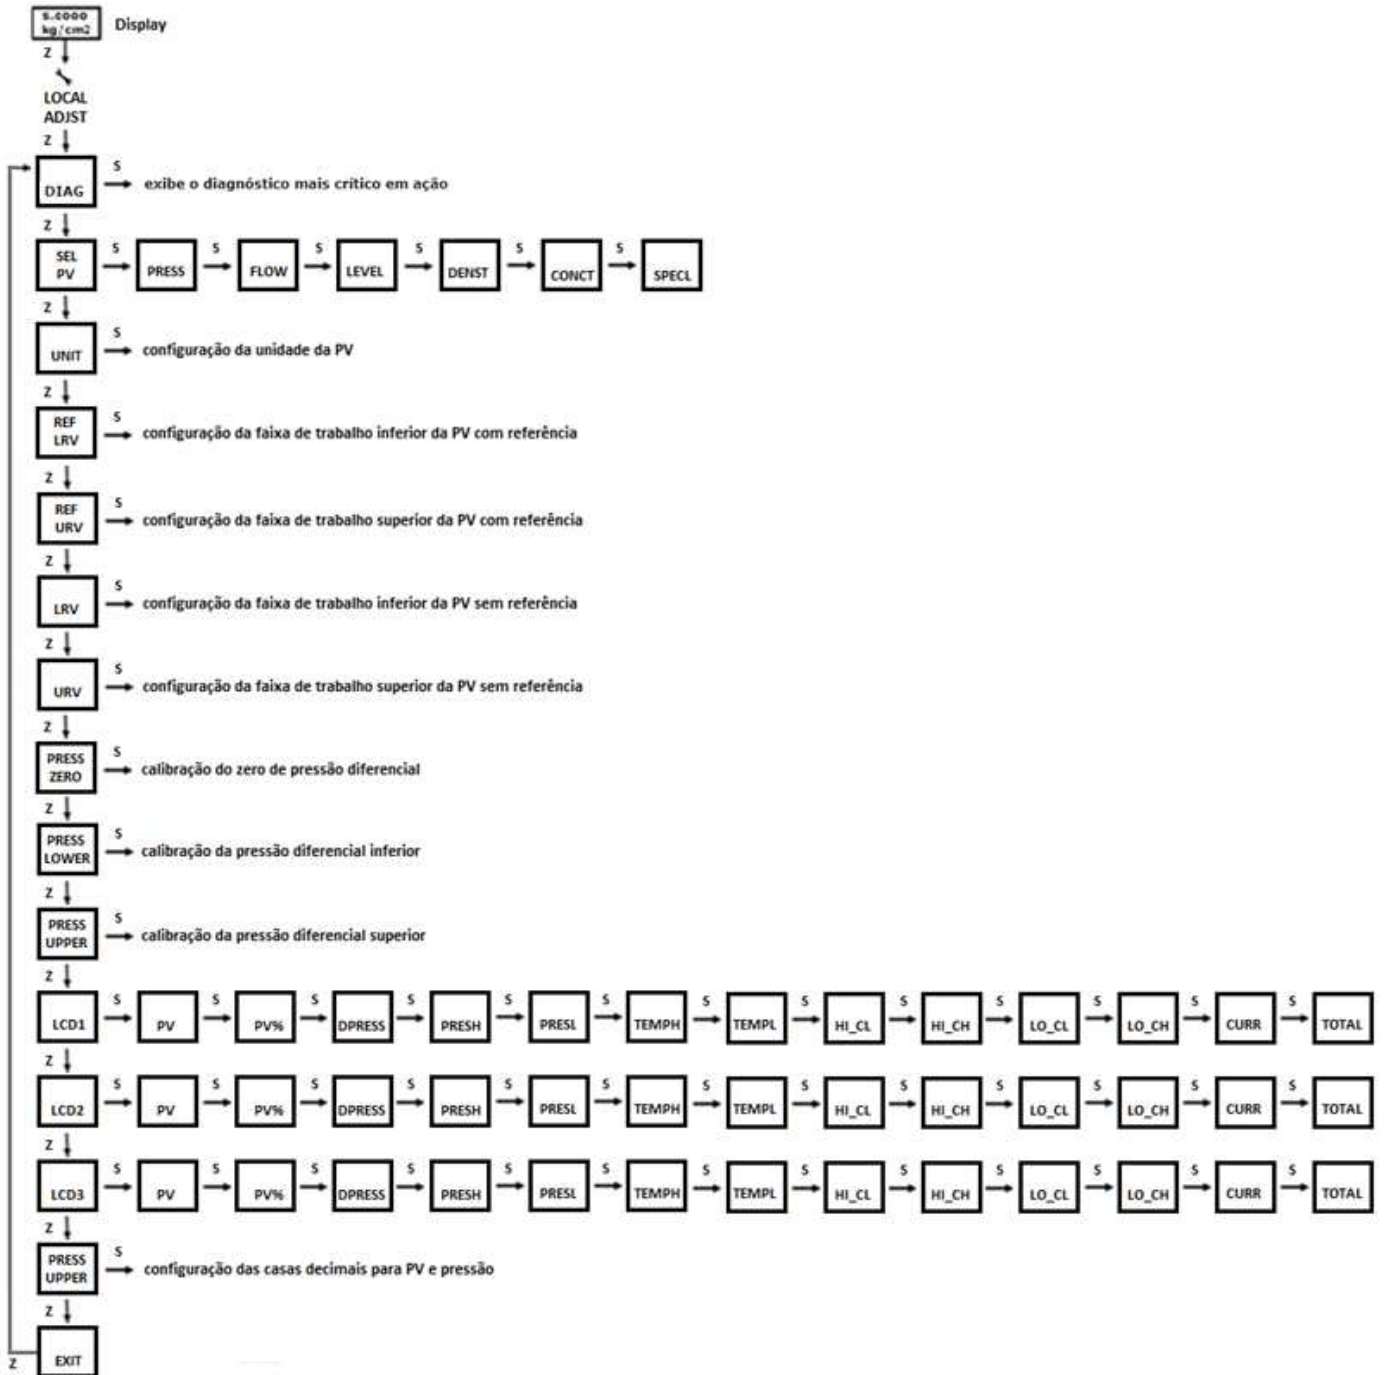 5.0000
kg/cm2
Display
Z
LOCAL
ADJST
Z
DIAG
S
exibe o diagnóstico mais crítico em ação
Z
SEL
PV
S
PRESS
S
FLOW
S
LEVEL
S
DENST
S
CONCT
S
SPECL
Z
UNIT
S
configuração da unidade da PV
Z
REF
LRV
S
configuração da faixa de trabalho inferior da PV com referência
Z
REF
URV
S
configuração da faixa de trabalho superior da PV com referência
Z
LRV
S
configuração da faixa de trabalho inferior da PV sem referência
Z
URV
S
configuração da faixa de trabalho superior da PV sem referência
Z
PRESS
ZERO
S
calibração do zero de pressão diferencial
Z
PRESS
LOWER
S
calibração da pressão diferencial inferior
Z
PRESS
UPPER
S
calibração da pressão diferencial superior
Z
LCD1
S
PV
S
PV%
S
DPRESS
S
PRESH
S
PRESL
S
TEMPH
S
TEMPL
S
HI_CL
S
HI_CH
S
LO_CL
S
LO_CH
S
CURR
S
TOTAL
Z
LCD2
S
PV
S
PV%
S
DPRESS
S
PRESH
S
PRESL
S
TEMPH
S
TEMPL
S
HI_CL
S
HI_CH
S
LO_CL
S
LO_CH
S
CURR
S
TOTAL
Z
LCD3
S
PV
S
PV%
S
DPRESS
S
PRESH
S
PRESL
S
TEMPH
S
TEMPL
S
HI_CL
S
HI_CH
S
LO_CL
S
LO_CH
S
CURR
S
TOTAL
Z
PRESS
UPPER
S
configuração das casas decimais para PV e pressão
Z
EXIT
Z